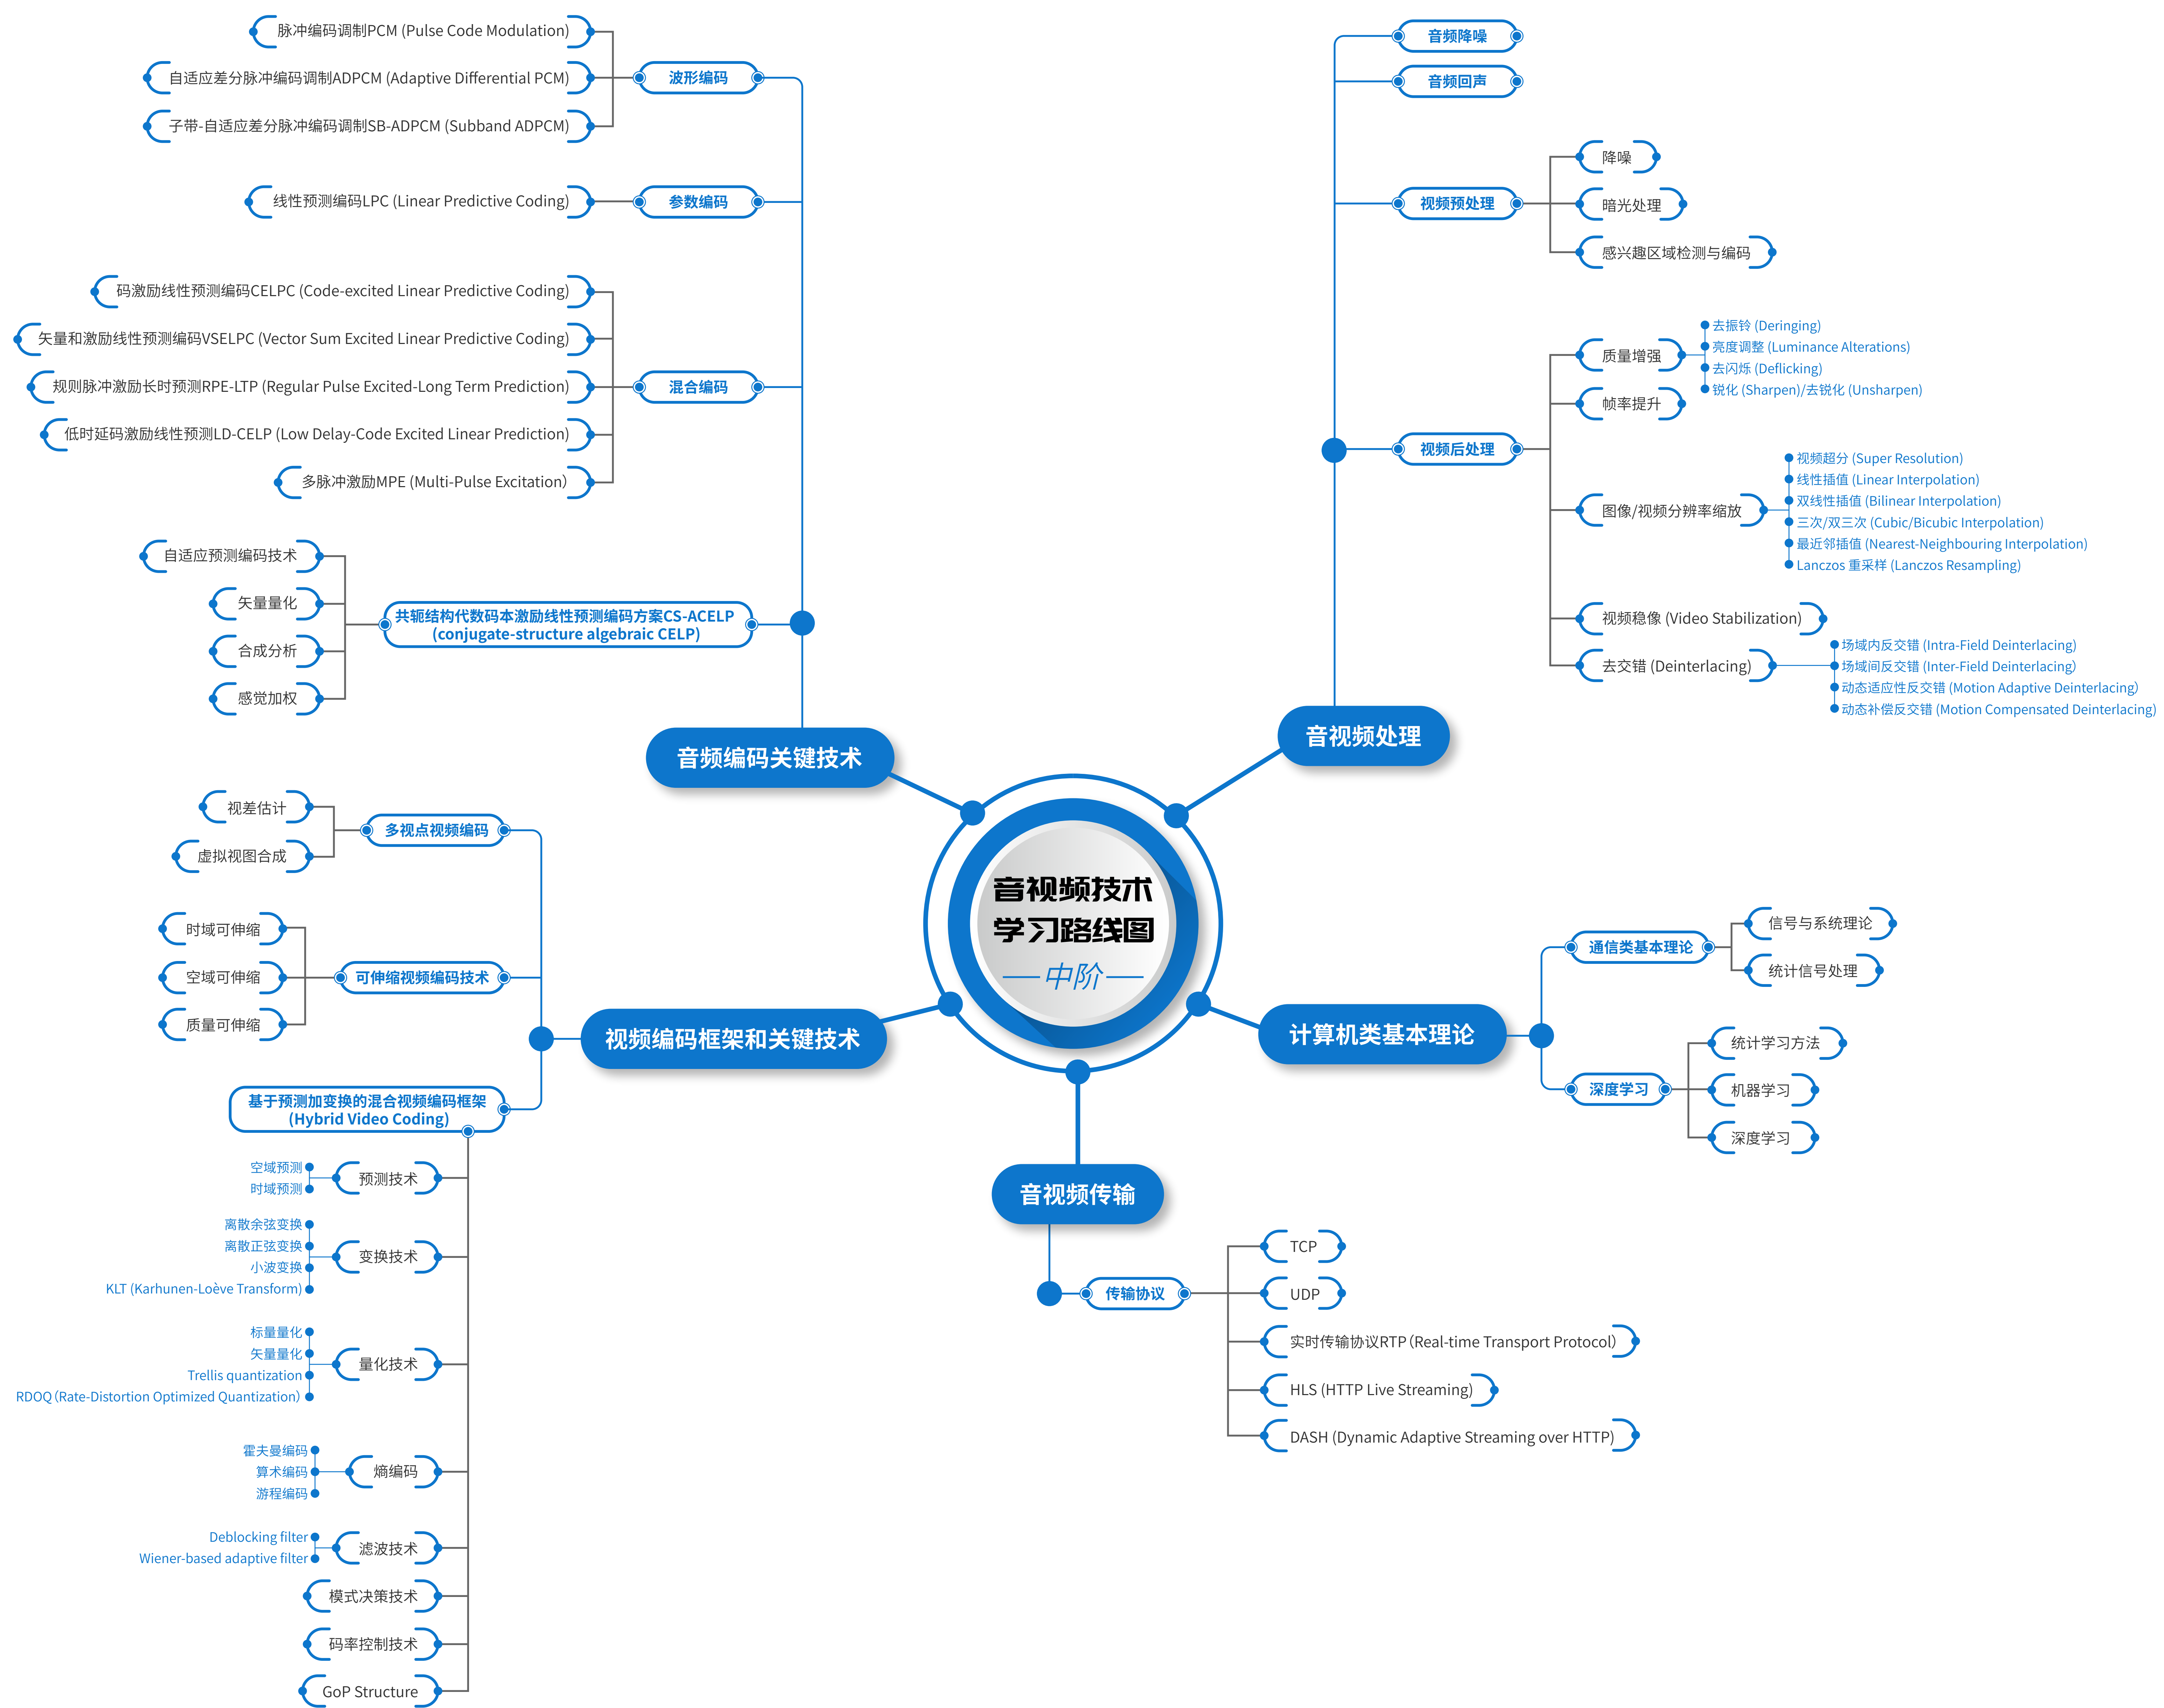 音视频技术
学习路线图
中阶
音频编码关键技术
波形编码
脉冲编码调制PCM (Pulse Code Modulation)
自适应差分脉冲编码调制ADPCM (Adaptive Differential PCM)
子带-自适应差分脉冲编码调制SB-ADPCM (Subband ADPCM)
参数编码
线性预测编码LPC (Linear Predictive Coding)
混合编码
码激励线性预测编码CELPC (Code-excited Linear Predictive Coding)
矢量和激励线性预测编码VSELPC (Vector Sum Excited Linear Predictive Coding)
规则脉冲激励长时预测RPE-LTP (Regular Pulse Excited-Long Term Prediction)
低时延码激励线性预测LD-CELP (Low Delay-Code Excited Linear Prediction)
多脉冲激励MPE (Multi-Pulse Excitation）
共轭结构代数码本激励线性预测编码方案CS-ACELP
(conjugate-structure algebraic CELP)
自适应预测编码技术
矢量量化
合成分析
感觉加权
视频编码框架和关键技术
多视点视频编码
视差估计
虚拟视图合成
可伸缩视频编码技术
时域可伸缩
空域可伸缩
质量可伸缩
基于预测加变换的混合视频编码框架
(Hybrid Video Coding)
预测技术
空域预测
时域预测
变换技术
离散余弦变换
离散正弦变换
小波变换
KLT (Karhunen-Loève Transform)
量化技术
标量量化
矢量量化
Trellis quantization
RDOQ（Rate-Distortion Optimized Quantization）
熵编码
霍夫曼编码
算术编码
游程编码
滤波技术
Deblocking filter
Wiener-based adaptive filter
模式决策技术
码率控制技术
GoP Structure
音视频处理
音频降噪
音频回声
视频预处理
降噪
暗光处理
感兴趣区域检测与编码
视频后处理
质量增强
去振铃 (Deringing)
亮度调整 (Luminance Alterations)
去闪烁 (Deflicking)
锐化 (Sharpen)/去锐化 (Unsharpen)
帧率提升
图像/视频分辨率缩放
视频超分 (Super Resolution)
线性插值 (Linear Interpolation)
双线性插值 (Bilinear Interpolation)
三次/双三次 (Cubic/Bicubic Interpolation)
最近邻插值 (Nearest-Neighbouring Interpolation)
Lanczos 重采样 (Lanczos Resampling)
视频稳像 (Video Stabilization)
去交错 (Deinterlacing)
场域内反交错 (Intra-Field Deinterlacing)
场域间反交错 (Inter-Field Deinterlacing）
动态适应性反交错 (Motion Adaptive Deinterlacing）
动态补偿反交错 (Motion Compensated Deinterlacing)
计算机类基本理论
通信类基本理论
信号与系统理论
统计信号处理
深度学习
统计学习方法
机器学习
深度学习
音视频传输
传输协议
TCP
UDP
实时传输协议RTP（Real-time Transport Protocol）
HLS (HTTP Live Streaming)
DASH (Dynamic Adaptive Streaming over HTTP)